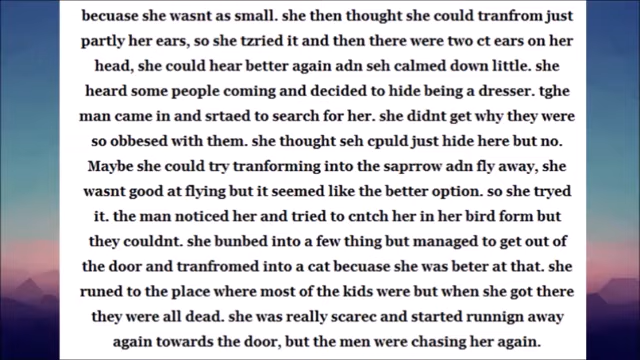 becuase she wasnt as small. she then thought she could tranfrom just
partly her ears, so she tzried it and then there were two ct ears on her
head, she could hear better again adn seh calmed down little. she
heard some people coming and decided to hide being a dresser. tghe
man came in and srtaed to search for her. she didnt get why they were
so obbesed with them. she thought seh cpuld just hide here but no.
Maybe she could try tranforming into the saprrow adn fly away, she
wasnt good at flying but it seemed like the better option. so she tryed
it. the man noticed her and tried to cntch her in her bird form but
they couldnt. she bunbed into a few thing but managed to get out of
the door and tranfromed into a cat becuase she was beter at that. she
runed to the place where most of the kids were but when she got there
they were all dead. she was really scarec and started runnign away
again towards the door, but the men were chasing her again.